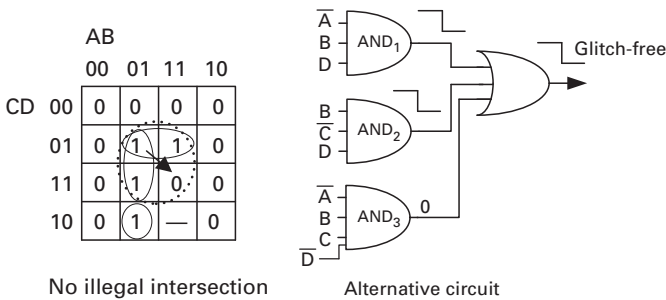 AB
00 01 11 10
CD 00 0 0 0 0
01 0 1 1 0
11 0 1 0 0
10 0 1 — 0
No illegal intersection
A̅
B
D
AND1
B
C̅
D
AND2
A̅
B
C
D̅
AND3
0
Glitch-free
Alternative circuit